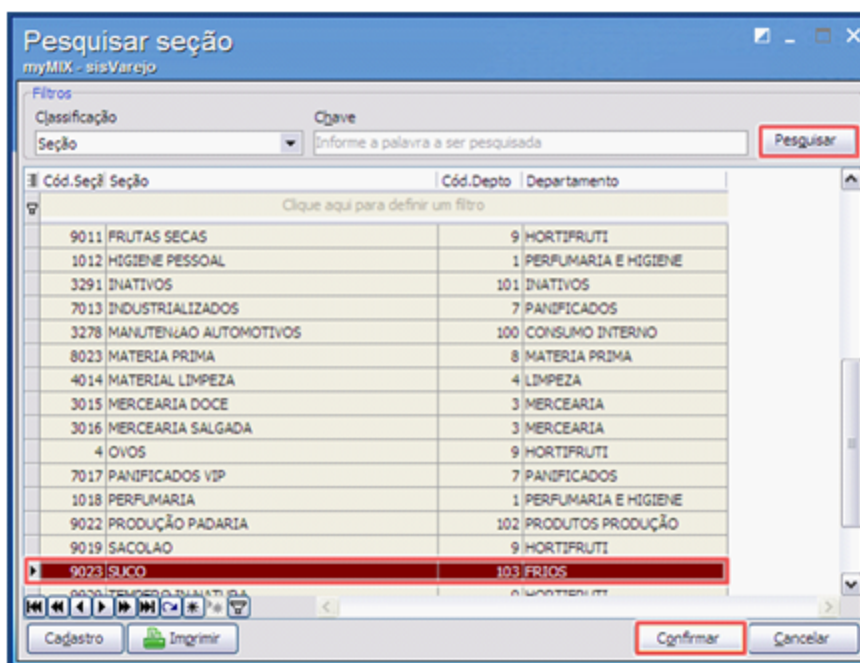 Pesquisar seção
myMIX - sisVarejo
Filtros
Classificação Chave
Seção Informe a palavra a ser pesquisada Pesquisar
Cód.Seçã Seção Cód.Depto Departamento
Clique aqui para definir um filtro
9011 FRUTAS SECAS 9 HORTIFRUTI
1012 HIGIENE PESSOAL 1 PERFUMARIA E HIGIENE
3291 INATIVOS 101 INATIVOS
7013 INDUSTRIALIZADOS 7 PANIFICADOS
3278 MANUTEN¿AO AUTOMOTIVOS 100 CONSUMO INTERNO
8023 MATERIA PRIMA 8 MATERIA PRIMA
4014 MATERIAL LIMPEZA 4 LIMPEZA
3015 MERCEARIA DOCE 3 MERCEARIA
3016 MERCEARIA SALGADA 3 MERCEARIA
4 OVOS 9 HORTIFRUTI
7017 PANIFICADOS VIP 7 PANIFICADOS
1018 PERFUMARIA 1 PERFUMARIA E HIGIENE
9022 PRODUÇÃO PADARIA 102 PRODUTOS PRODUÇÃO
9019 SACOLAO 9 HORTIFRUTI
9023 SUCO 103 FRIOS
TEMPERO IN NATURA 9 HORTIFRUTI
Cadastro Imprimir Confirmar Cancelar